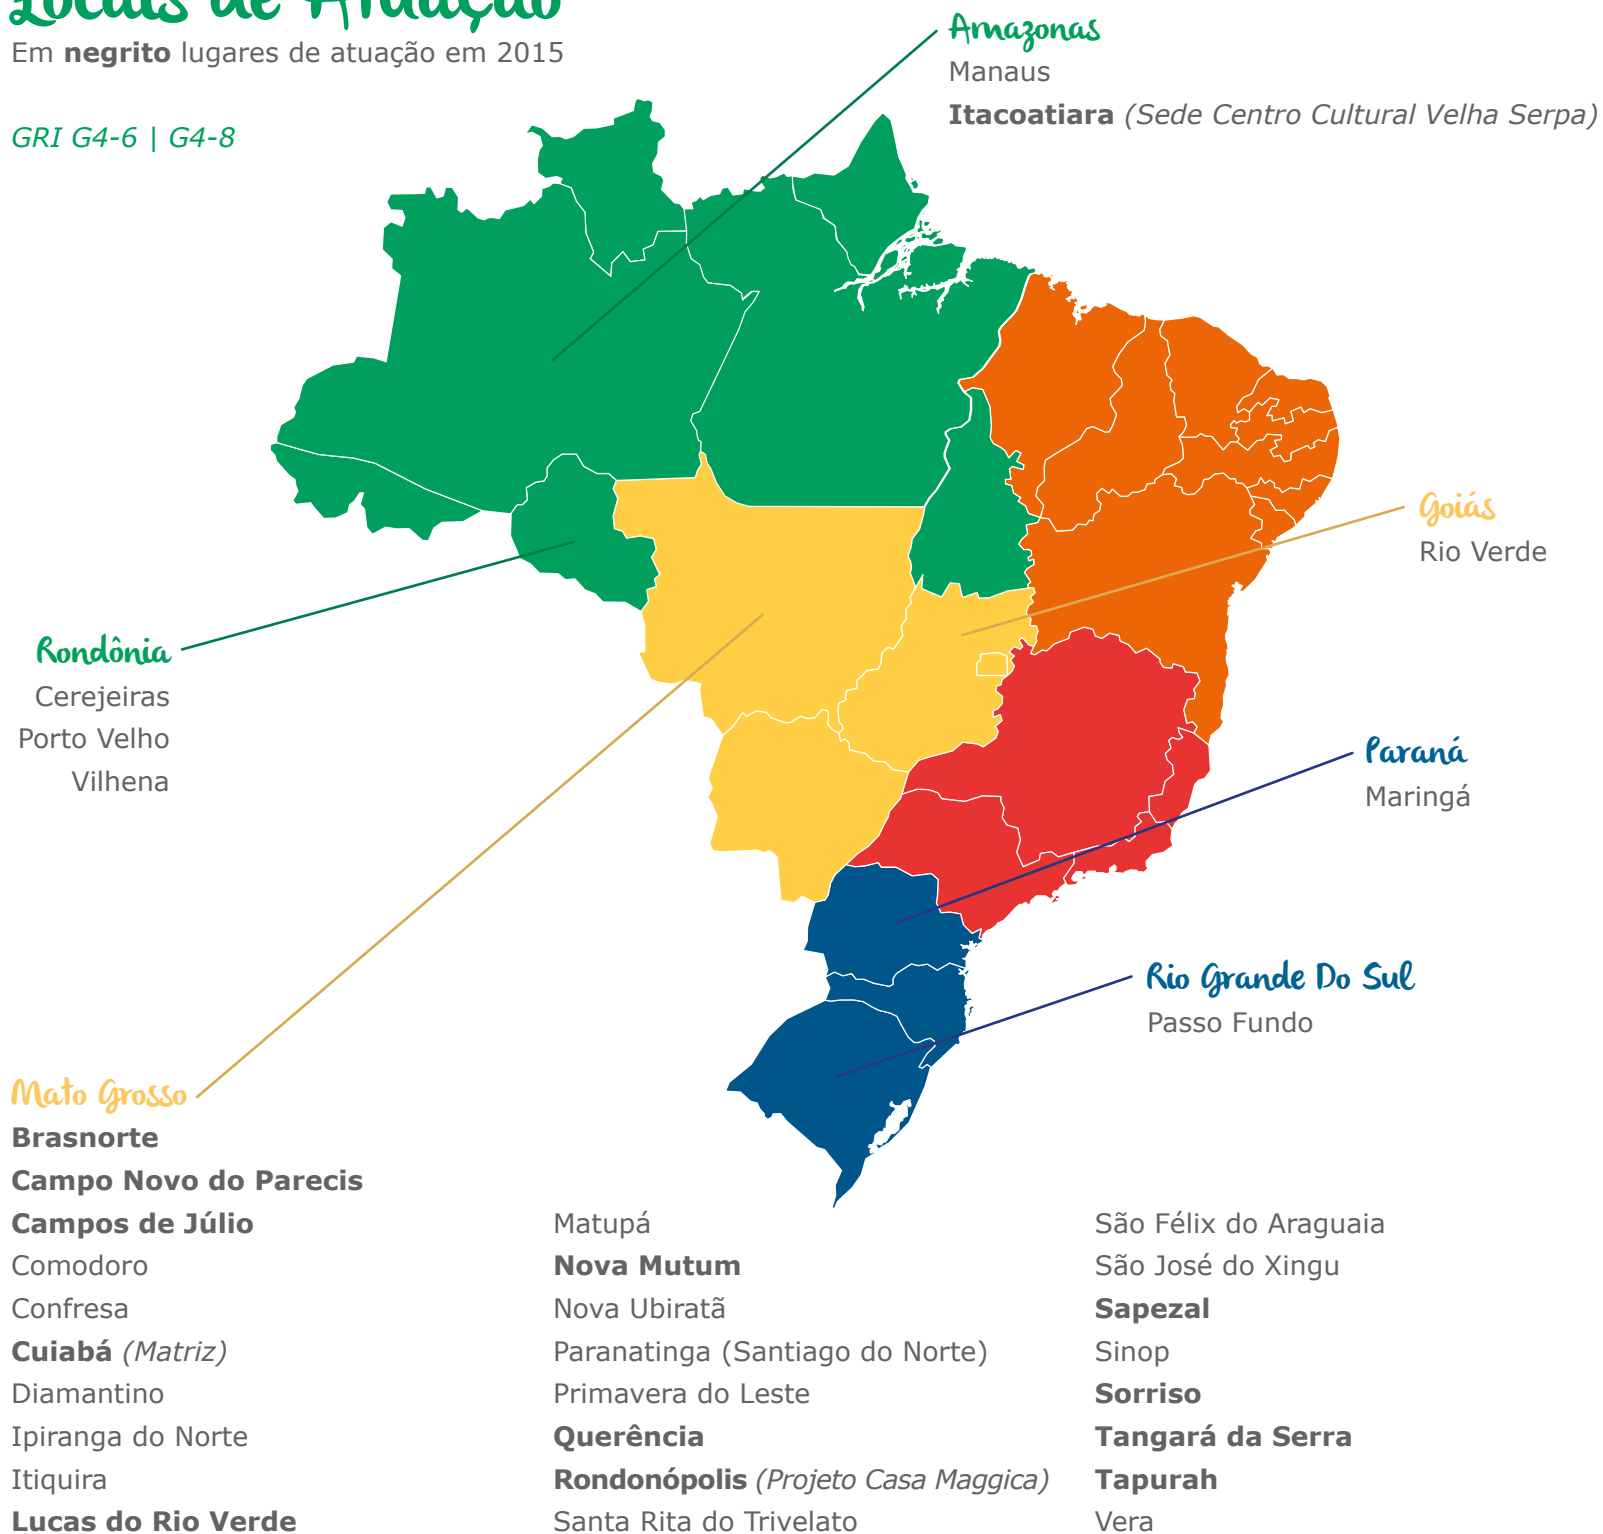 Locais de Atuação
Em negrito lugares de atuação em 2015
GRI G4-6 | G4-8
Amazonas
Manaus
Itacoatiara (Sede Centro Cultural Velha Serpa)
Goiás
Rio Verde
Rondônia
Cerejeiras
Porto Velho
Vilhena
Paraná
Maringá
Rio Grande Do Sul
Passo Fundo
Mato Grosso
Brasnorte
Campo Novo do Parecis
Campos de Júlio
Comodoro
Confresa
Cuiabá (Matriz)
Diamantino
Ipiranga do Norte
Itiquira
Lucas do Rio Verde
Matupá
Nova Mutum
Nova Ubiratã
Paranatinga (Santiago do Norte)
Primavera do Leste
Querência
Rondonópolis (Projeto Casa Maggica)
Santa Rita do Trivelato
São Félix do Araguaia
São José do Xingu
Sapezal
Sinop
Sorriso
Tangará da Serra
Tapurah
Vera